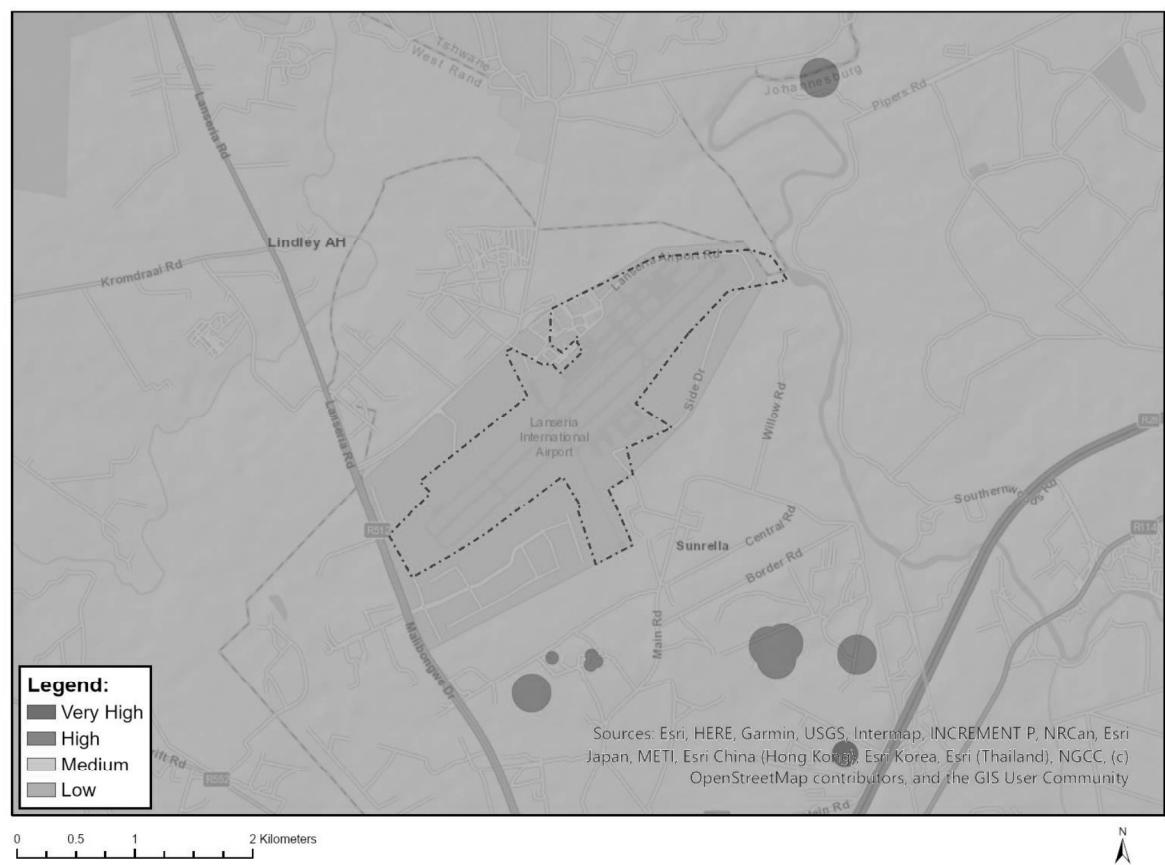 Tshwane
West Rand
Johannesburg
Pipers Rd
Lanseria Rd
Lindley AH
Kromdraai Rd
Lanseria Airport Rd
Side Dr
Willow Rd
Lanseria Rd
Lanseria
International
Airport
Southernwoods Rd
R114
Sunrella
Central Rd
Border Rd
Main Rd
Malibongwe Dr
Legend:
Very High
High
Medium
Low
Sources: Esri, HERE, Garmin, USGS, Intermap, INCREMENT P, NRCan, Esri
Japan, METI, Esri China (Hong Kong), Esri Korea, Esri (Thailand), NGCC, (c)
OpenStreetMap contributors, and the GIS User Community
0 0.5 1 2 Kilometers
N